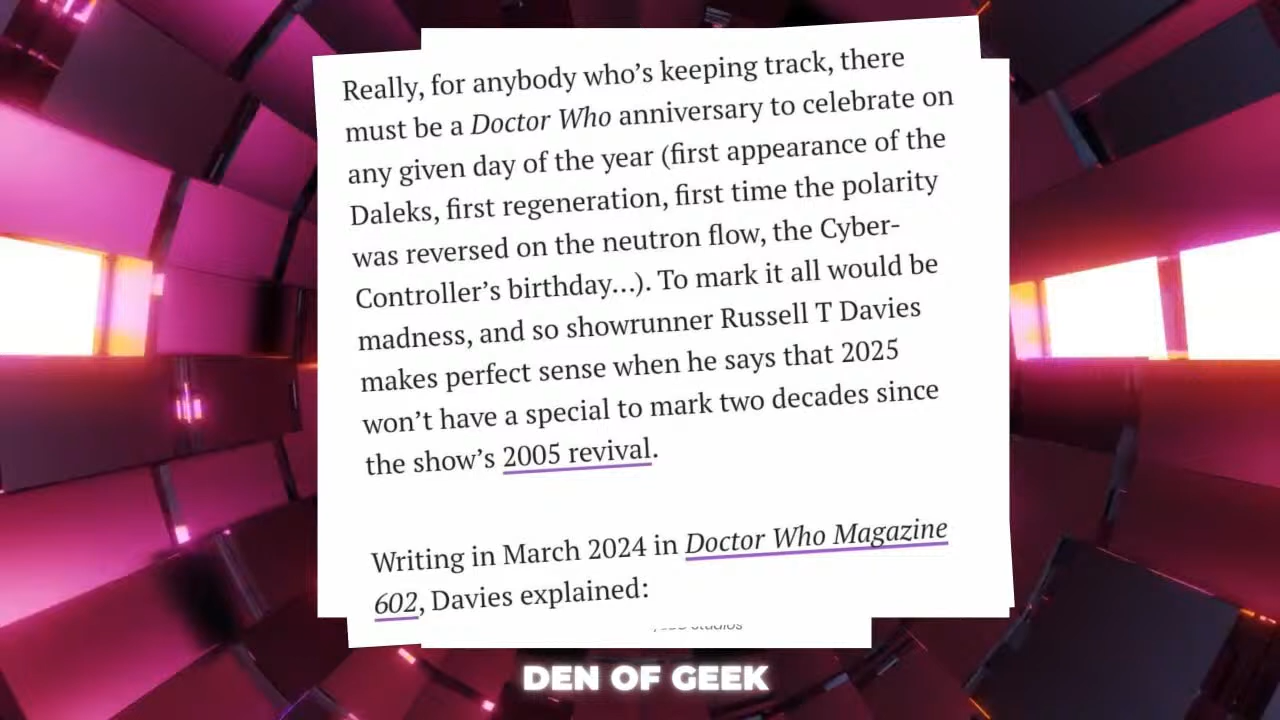 Really, for anybody who’s keeping track, there
must be a Doctor Who anniversary to celebrate on
any given day of the year (first appearance of the
Daleks, first regeneration, first time the polarity
was reversed on the neutron flow, the Cyber-
Controller’s birthday…). To mark it all would be
madness, and so showrunner Russell T Davies
makes perfect sense when he says that 2025
won’t have a special to mark two decades since
the show’s 2005 revival.
Writing in March 2024 in Doctor Who Magazine
602, Davies explained:
DEN OF GEEK